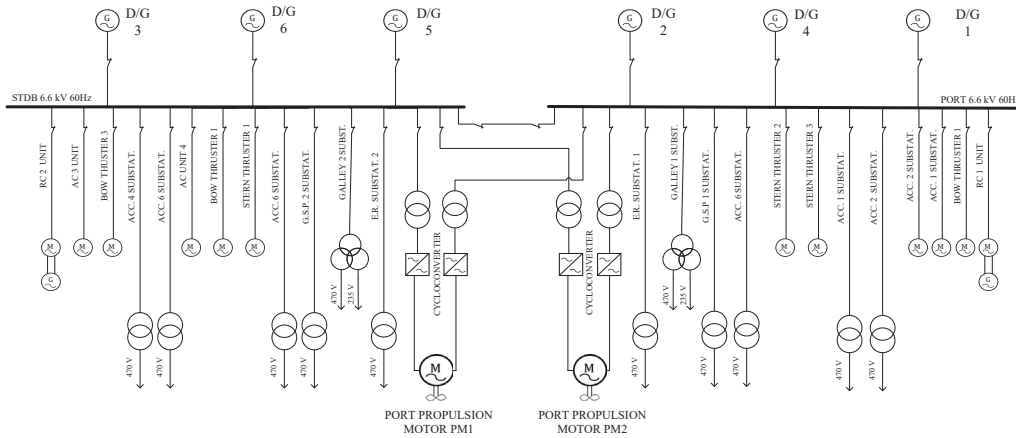 D/G
3
D/G
6
D/G
5
D/G
2
D/G
4
D/G
1
G
G
G
G
G
G
STDB 6.6 kV 60Hz
PORT 6.6 kV 60H
RC 2 UNIT
AC 3 UNIT
BOW THUSTER 3
ACC. 4 SUBSTAT.
ACC. 6 SUBSTAT.
AC UNIT 4
BOW THRUSTER 1
STERN THRUSTER 1
ACC. 6 SUBSTAT.
G.S.P. 2 SUBSTAT.
GALLEY 2 SUBST.
E.R. SUBSTAT. 2
E.R. SUBSTAT. 1
GALLEY 1 SUBST.
G.S.P 1 SUBSTAT.
ACC. 6 SUBSTAT.
STERN THRUSTER 2
STERN THRUSTER 3
ACC. 1 SUBSTAT.
ACC. 2 SUBSTAT.
ACC. 2 SUBSTAT.
ACC. 1 SUBSTAT.
BOW THRUSTER 1
RC 1 UNIT
M
M
M
M
M
M
M
M
M
M
M
M
G
G
CYCLOCONVERTER
CYCLOCONVERTER
470 V
235 V
470 V
235 V
470 V
470 V
470 V
470 V
470 V
470 V
470 V
470 V
470 V
470 V
M
M
PORT PROPULSION
MOTOR PM1
PORT PROPULSION
MOTOR PM2